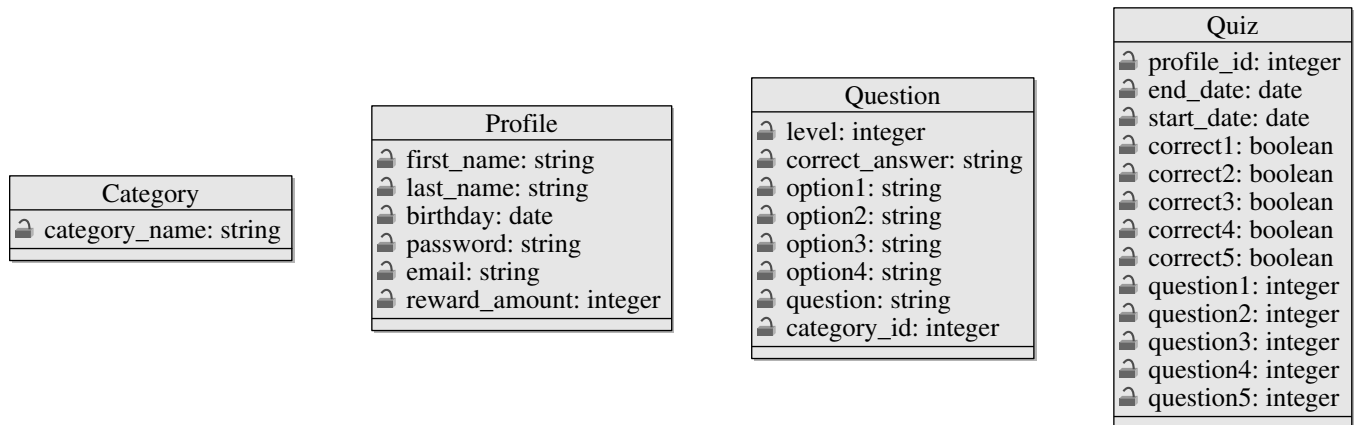 Category
category_name: string
Profile
first_name: string
last_name: string
birthday: date
password: string
email: string
reward_amount: integer
Question
level: integer
correct_answer: string
option1: string
option2: string
option3: string
option4: string
question: string
category_id: integer
Quiz
profile_id: integer
end_date: date
start_date: date
correct1: boolean
correct2: boolean
correct3: boolean
correct4: boolean
correct5: boolean
question1: integer
question2: integer
question3: integer
question4: integer
question5: integer